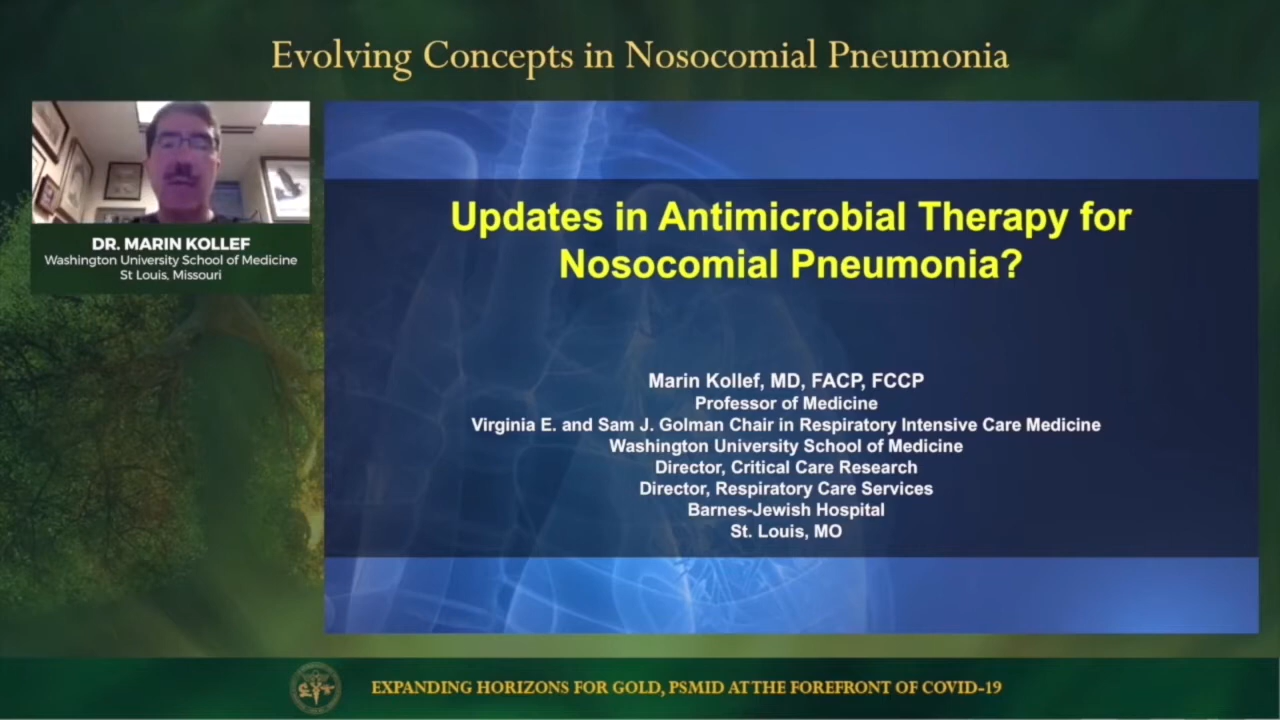 Evolving Concepts in Nosocomial Pneumonia
DR. MARIN KOLLEF
Washington University School of Medicine
St Louis, Missouri
Updates in Antimicrobial Therapy for
Nosocomial Pneumonia?
Marin Kollef, MD, FACP, FCCP
Professor of Medicine
Virginia E. and Sam J. Golman Chair in Respiratory Intensive Care Medicine
Washington University School of Medicine
Director, Critical Care Research
Director, Respiratory Care Services
Barnes-Jewish Hospital
St. Louis, MO
EXPANDING HORIZONS FOR GOLD, PSMID AT THE FOREFRONT OF COVID-19